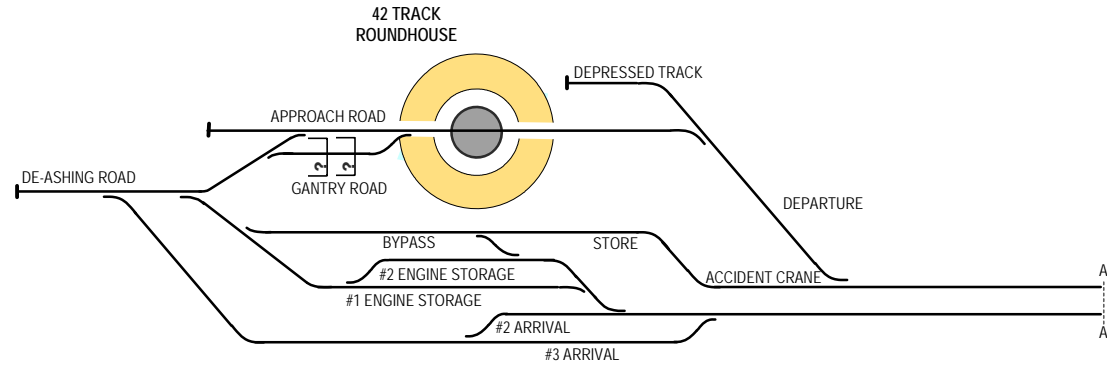 42 TRACK
ROUNDHOUSE
DEPRESSED TRACK
APPROACH ROAD
?
?
DE-ASHING ROAD
GANTRY ROAD
DEPARTURE
BYPASS
STORE
#2 ENGINE STORAGE
ACCIDENT CRANE
A
#1 ENGINE STORAGE
#2 ARRIVAL
A
#3 ARRIVAL